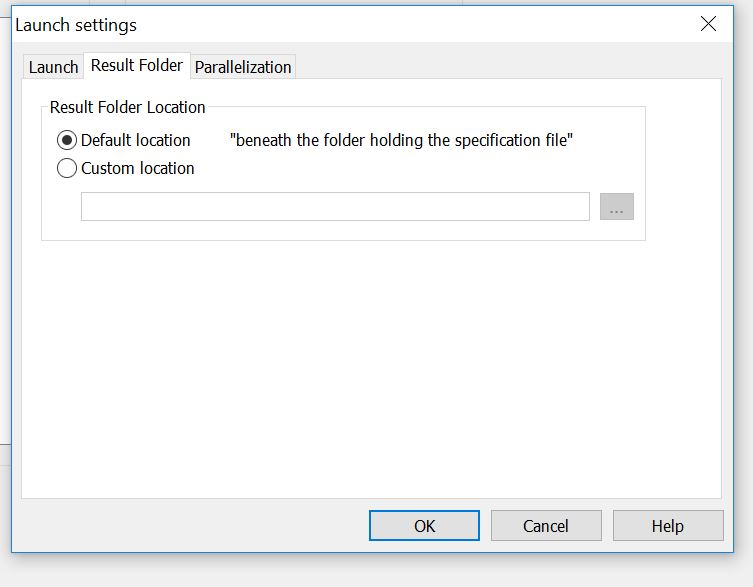 Launch settings
Launch Result Folder Parallelization
Result Folder Location
Default location "beneath the folder holding the specification file"
Custom location
...
OK Cancel Help